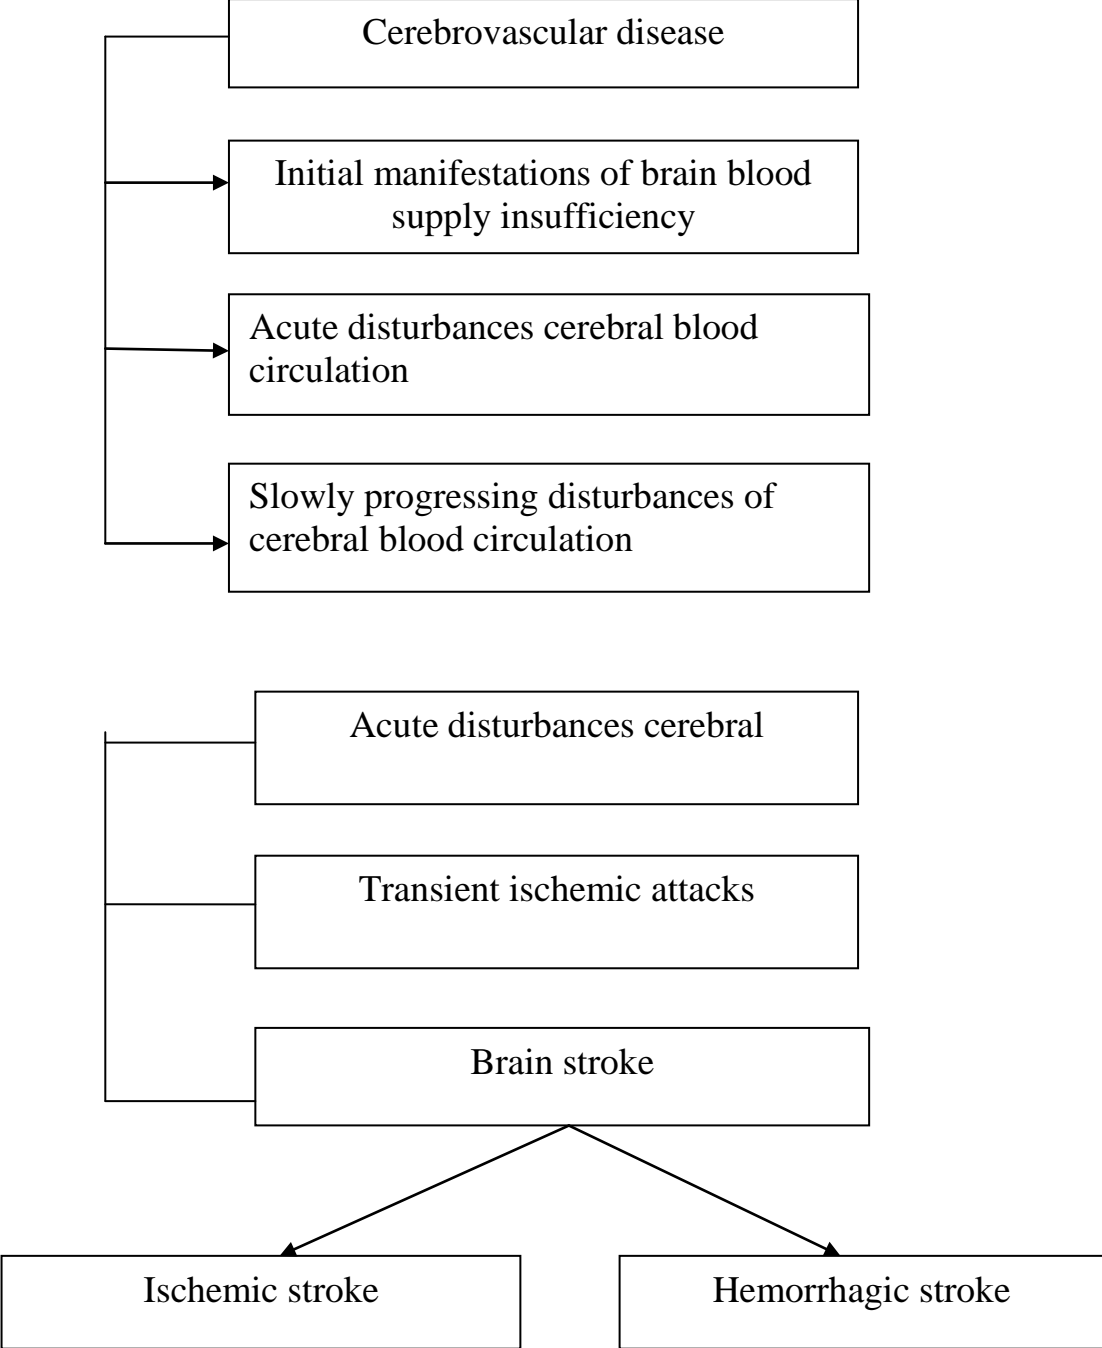 Cerebrovascular disease
Initial manifestations of brain blood
supply insufficiency
Acute disturbances cerebral blood
circulation
Slowly progressing disturbances of
cerebral blood circulation
Acute disturbances cerebral
Transient ischemic attacks
Brain stroke
Ischemic stroke
Hemorrhagic stroke